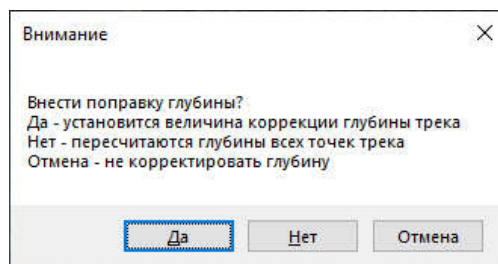 Внимание
Внести поправку глубины?
Да - установится величина коррекции глубины трека
Нет - пересчитаются глубины всех точек трека
Отмена - не корректировать глубину
Да Нет Отмена